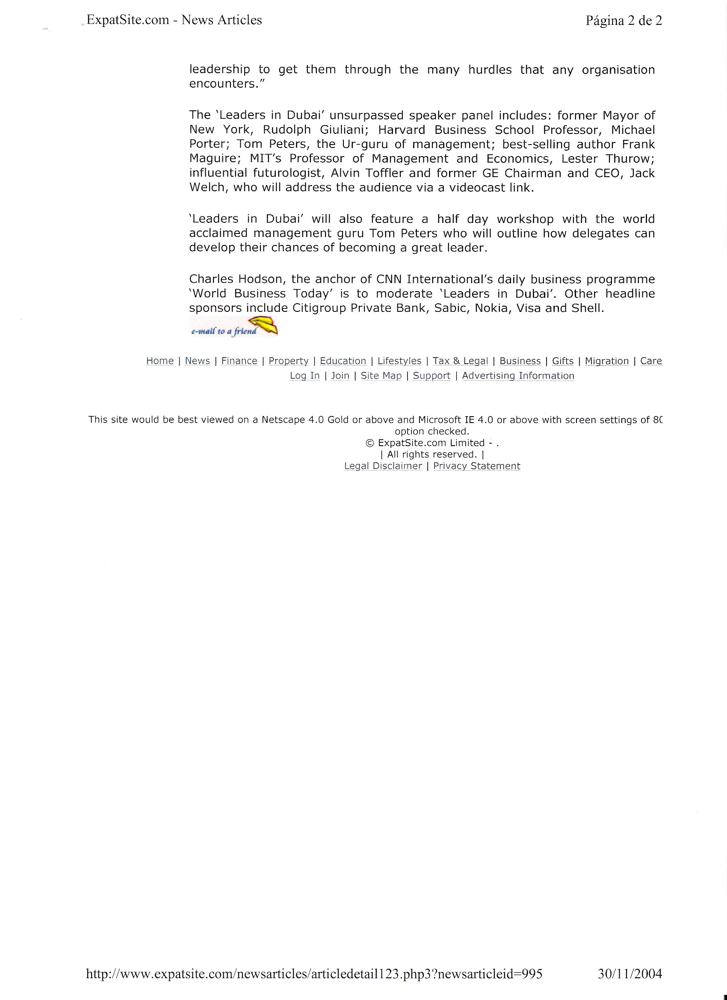 ExpatSite.com - News Articles Página 2 de 2
leadership to get them through the many hurdles that any organisation
encounters."
The ‘Leaders in Dubai’ unsurpassed speaker panel includes: former Mayor of
New York, Rudolph Giuliani; Harvard Business School Professor, Michael
Porter; Tom Peters, the Ur-guru of management; best-selling author Frank
Maguire; MIT’s Professor of Management and Economics, Lester Thurow;
influential futurologist, Alvin Toffler and former GE Chairman and CEO, Jack
Welch, who will address the audience via a videocast link.
‘Leaders in Dubai’ will also feature a half day workshop with the world
acclaimed management guru Tom Peters who will outline how delegates can
develop their chances of becoming a great leader.
Charles Hodson, the anchor of CNN International’s daily business programme
‘World Business Today’ is to moderate ‘Leaders in Dubai’. Other headline
sponsors include Citigroup Private Bank, Sabic, Nokia, Visa and Shell.
e-mail to a friend
Home | News | Finance | Property | Education | Lifestyles | Tax & Legal | Business | Gifts | Migration | Care
Log In | Join | Site Map | Support | Advertising Information
This site would be best viewed on a Netscape 4.0 Gold or above and Microsoft IE 4.0 or above with screen settings of
option checked.
© ExpatSite.com Limited - .
| All rights reserved. |
Legal Disclaimer | Privacy Statement
http://www.expatsite.com/newsarticles/articledetail123.php3?newsarticleid=995 30/11/2004